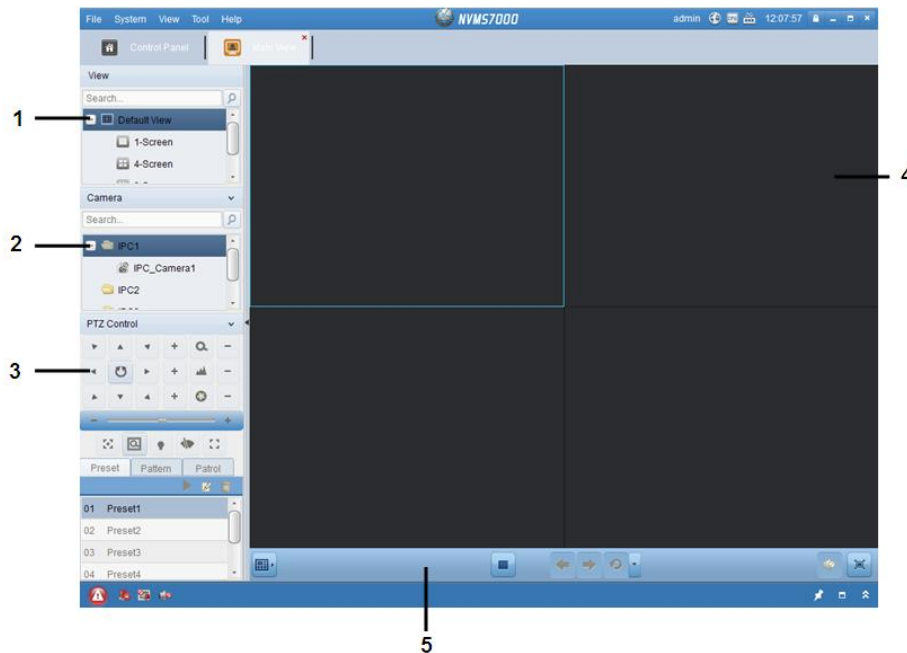 File System View Tool Help NVMS7000 admin 12:07:57
Control Panel Main View
View
Search...
1 Default View
1-Screen
4-Screen
4
Camera
Search...
2 IPC1
IPC_Camera1
IPC2
PTZ Control
3
Preset Pattern Patrol
01 Preset1
02 Preset2
03 Preset3
04 Preset4
5